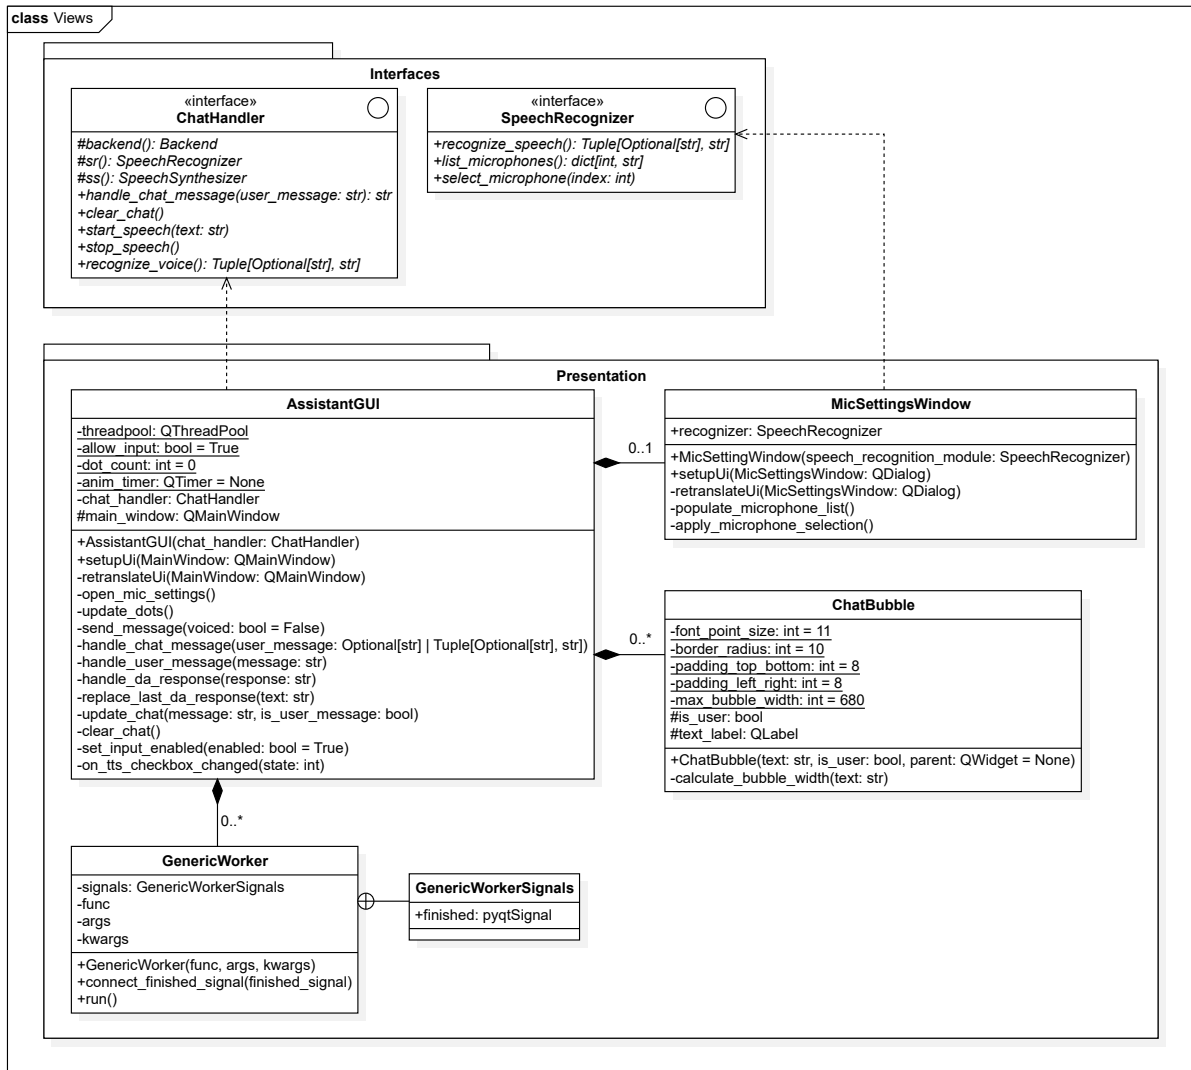 class Views
Interfaces
«interface»
ChatHandler
#backend(): Backend
#sr(): SpeechRecognizer
#ss(): SpeechSynthesizer
+handle_chat_message(user_message: str): str
+clear_chat()
+start_speech(text: str)
+stop_speech()
+recognize_voice(): Tuple[Optional[str], str]
«interface»
SpeechRecognizer
+recognize_speech(): Tuple[Optional[str], str]
+list_microphones(): dict[int, str]
+select_microphone(index: int)
Presentation
AssistantGUI
-threadpool: QThreadPool
-allow_input: bool = True
-dot_count: int = 0
-anim_timer: QTimer = None
-chat_handler: ChatHandler
#main_window: QMainWindow
+AssistantGUI(chat_handler: ChatHandler)
+setupUi(MainWindow: QMainWindow)
-retranslateUi(MainWindow: QMainWindow)
-open_mic_settings()
-update_dots()
-send_message(voiced: bool = False)
-handle_chat_message(user_message: Optional[str] | Tuple[Optional[str], str])
-handle_user_message(message: str)
-handle_da_response(response: str)
-replace_last_da_response(text: str)
-update_chat(message: str, is_user_message: bool)
-clear_chat()
-set_input_enabled(enabled: bool = True)
-on_tts_checkbox_changed(state: int)
0..1
MicSettingsWindow
+recognizer: SpeechRecognizer
+MicSettingWindow(speech_recognition_module: SpeechRecognizer)
+setupUi(MicSettingsWindow: QDialog)
-retranslateUi(MicSettingsWindow: QDialog)
-populate_microphone_list()
-apply_microphone_selection()
0..*
ChatBubble
-font_point_size: int = 11
-border_radius: int = 10
-padding_top_bottom: int = 8
-padding_left_right: int = 8
-max_bubble_width: int = 680
#is_user: bool
#text_label: QLabel
+ChatBubble(text: str, is_user: bool, parent: QWidget = None)
-calculate_bubble_width(text: str)
0..*
GenericWorker
-signals: GenericWorkerSignals
-func
-args
-kwargs
+GenericWorker(func, args, kwargs)
+connect_finished_signal(finished_signal)
+run()
GenericWorkerSignals
+finished: pyqtSignal